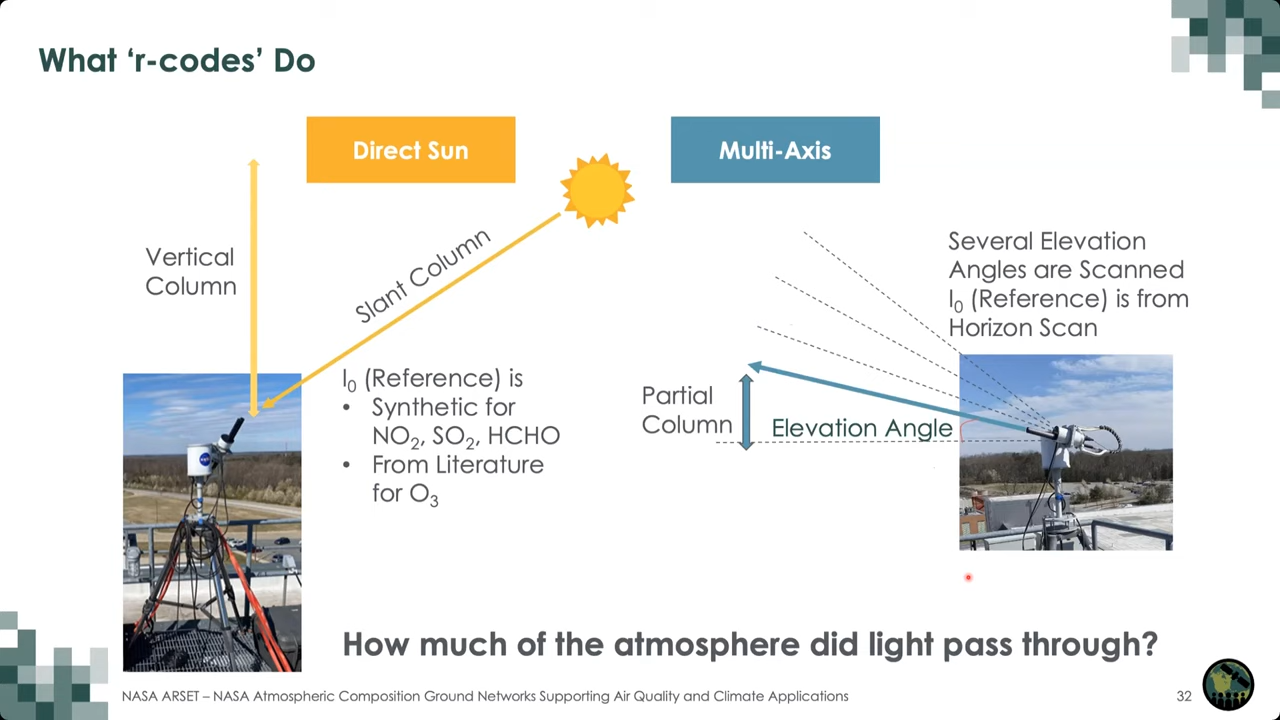 What ‘r-codes’ Do
Direct Sun
Multi-Axis
Vertical
Column
Slant Column
I₀ (Reference) is
• Synthetic for
NO₂, SO₂, HCHO
• From Literature
for O₃
Several Elevation
Angles are Scanned
I₀ (Reference) is from
Horizon Scan
Partial
Column
Elevation Angle
How much of the atmosphere did light pass through?
NASA ARSET – NASA Atmospheric Composition Ground Networks Supporting Air Quality and Climate Applications
32